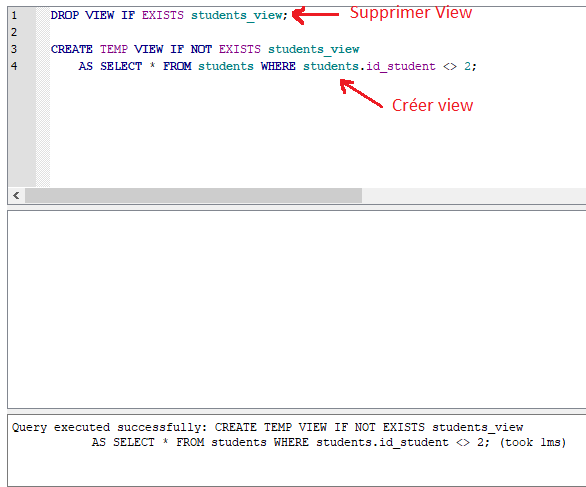 1 DROP VIEW IF EXISTS students_view; Supprimer View
2
3 CREATE TEMP VIEW IF NOT EXISTS students_view
4 AS SELECT * FROM students WHERE students.id_student <> 2;
Créer view
Query executed successfully: CREATE TEMP VIEW IF NOT EXISTS students_view
AS SELECT * FROM students WHERE students.id_student <> 2; (took 1ms)